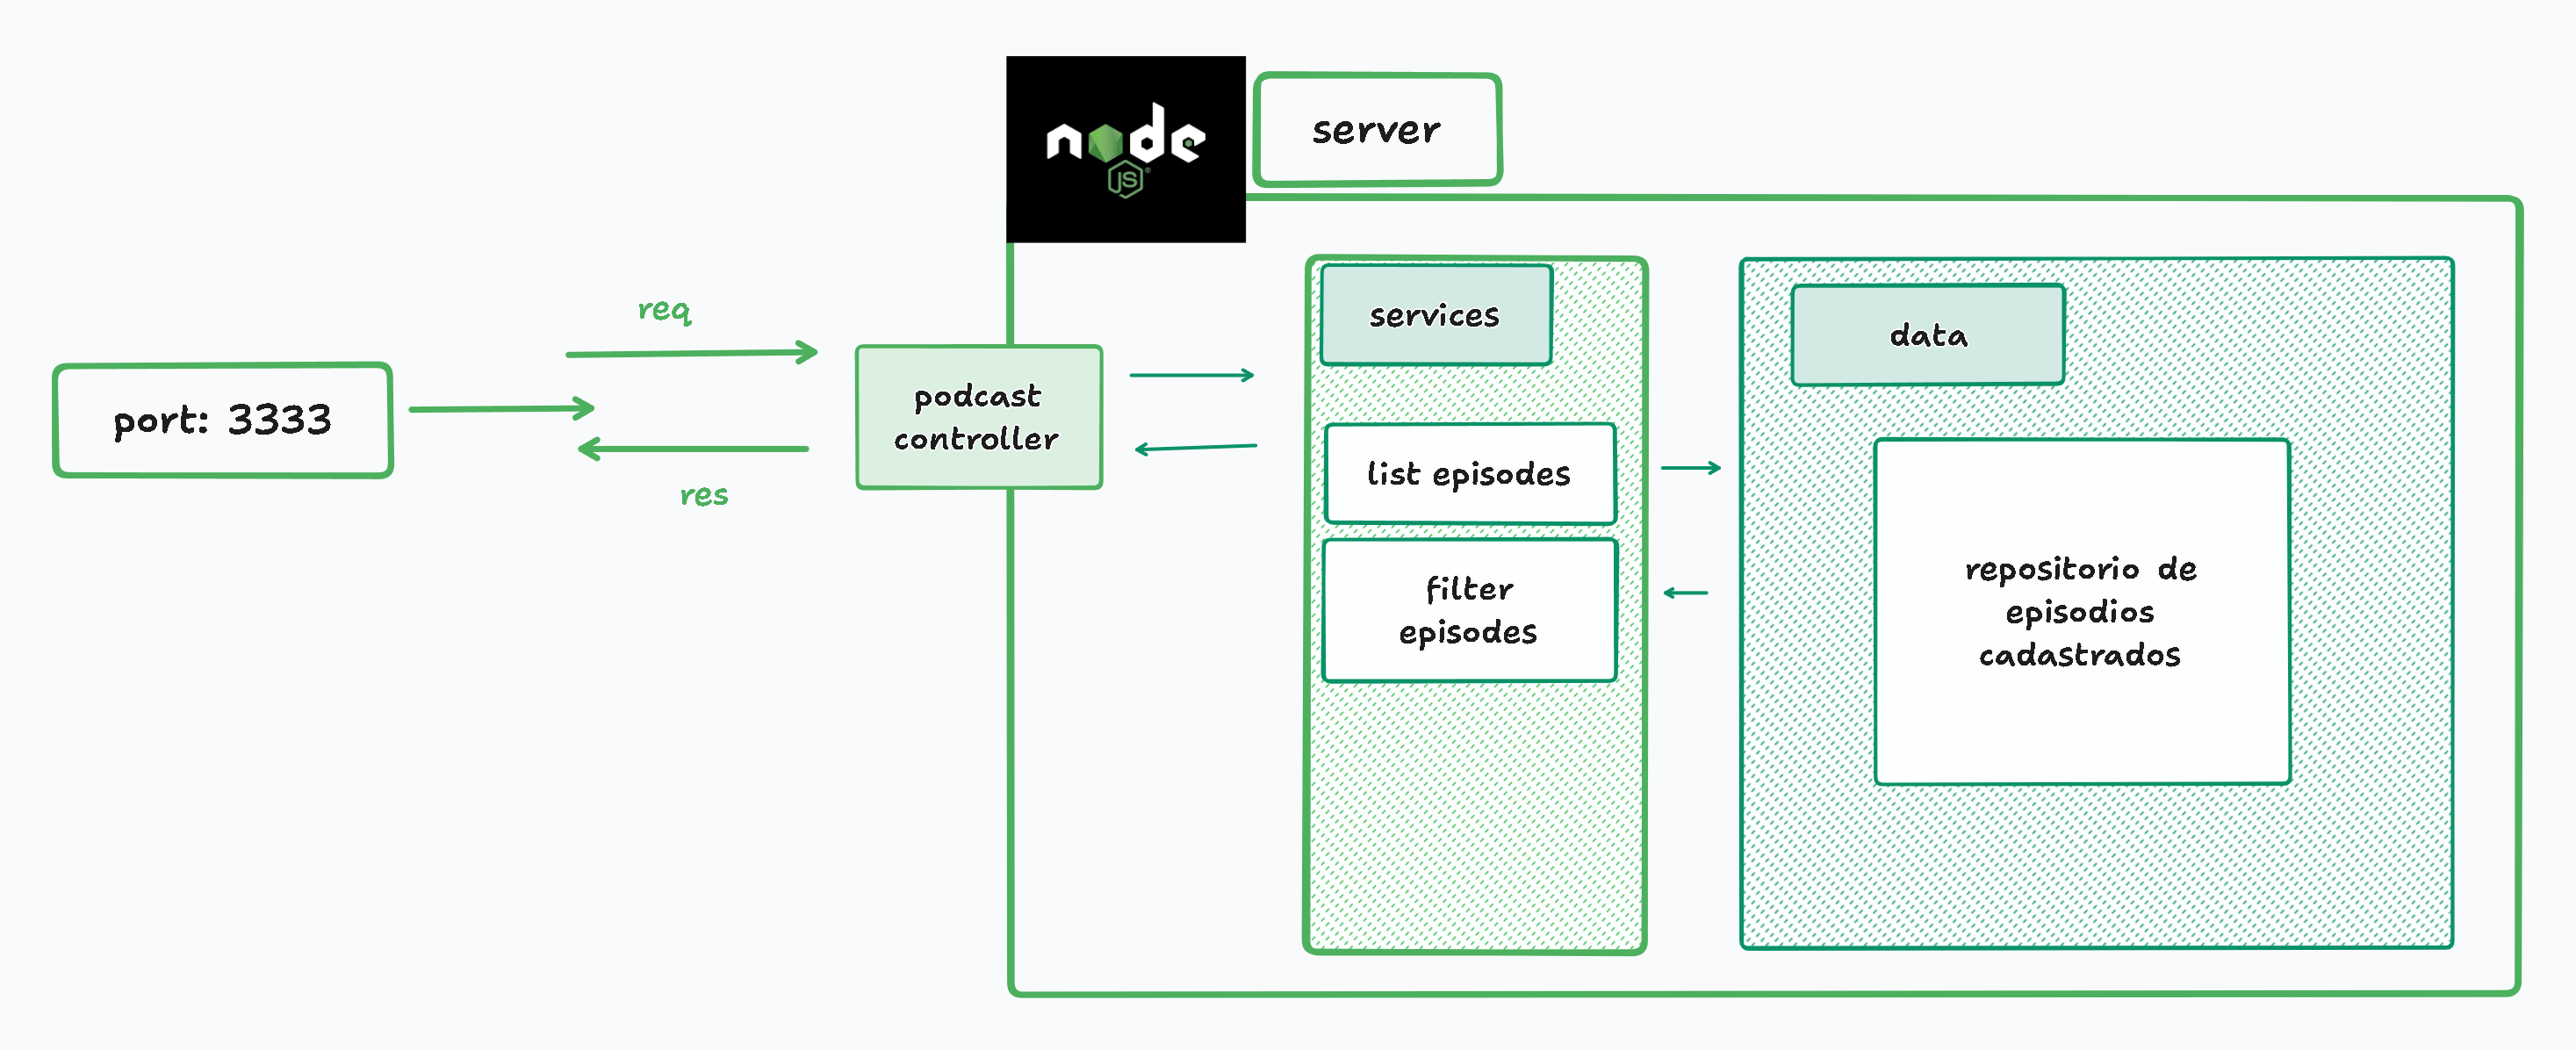 node
JS
server
req
port: 3333
res
podcast
controller
services
list episodes
filter
episodes
data
repositorio de
episodios
cadastrados